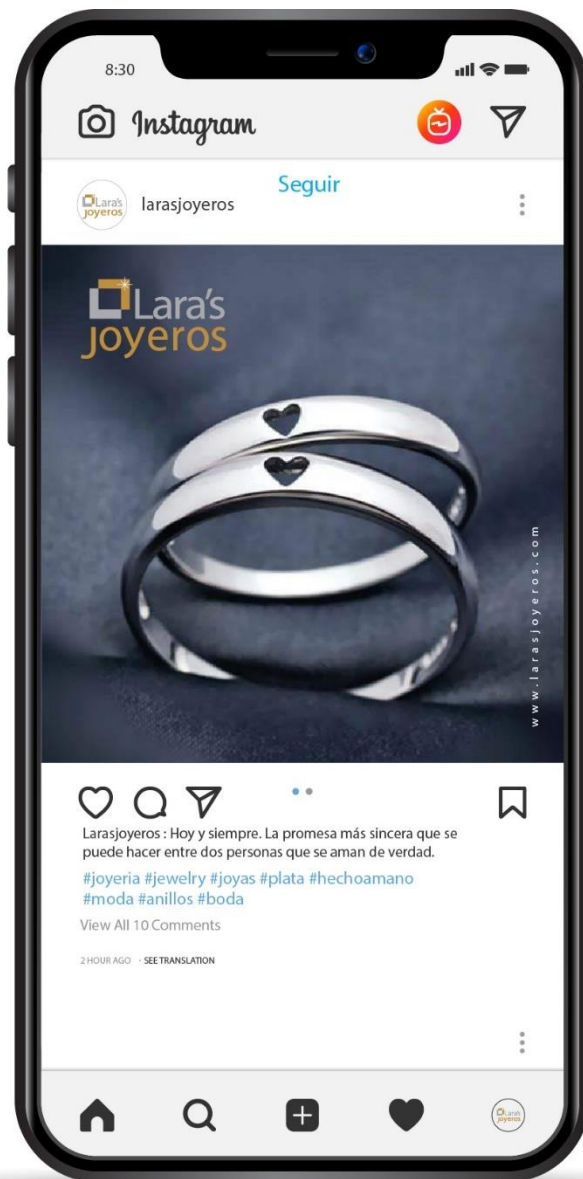 8:30
Instagram
Lara's
joyeros
larasjoyeros
Seguir
Lara's
joyeros
www.larasjoyeros.com
Larasjoyeros : Hoy y siempre. La promesa más sincera que se
puede hacer entre dos personas que se aman de verdad.
#joyeria #jewelry #joyas #plata #hechoamano
#moda #anillos #boda
View All 10 Comments
2 HOUR AGO - SEE TRANSLATION
Lara's
joyeros